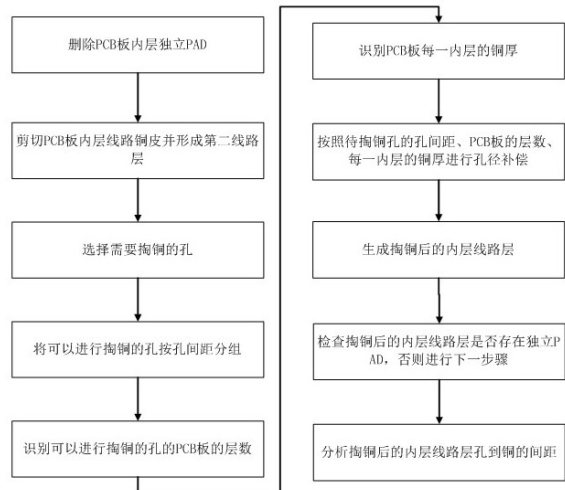 删除PCB板内层独立PAD
剪切PCB板内层线路铜皮并形成第二线路
层
选择需要掏铜的孔
将可以进行掏铜的孔按孔间距分组
识别可以进行掏铜的孔的PCB板的层数
识别PCB板每一内层的铜厚
按照待掏铜孔的孔间距、PCB板的层数、
每一内层的铜厚进行孔径补偿
生成掏铜后的内层线路层
检查掏铜后的内层线路层是否存在独立P
AD，否则进行下一步骤
分析掏铜后的内层线路层孔到铜的间距